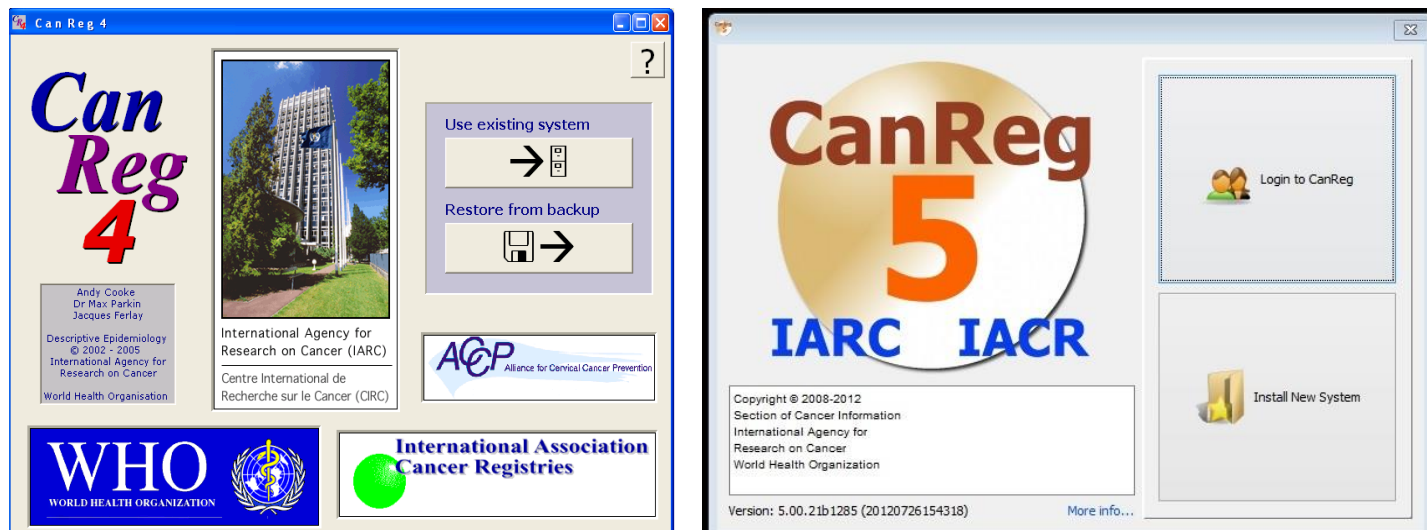 Can Reg 4
?
Can
Reg
4
Use existing system
Restore from backup
Andy Cooke
Dr Max Parkin
Jacques Ferlay
Descriptive Epidemiology
© 2002 - 2005
International Agency for
Research on Cancer
World Health Organisation
International Agency for
Research on Cancer (IARC)
Centre International de
Recherche sur le Cancer (CIRC)
ACCP
Alliance for Cervical Cancer Prevention
WHO
WORLD HEALTH ORGANIZATION
International Association
Cancer Registries
CanReg
5
IARC IACR
Login to CanReg
Install New System
Copyright © 2008-2012
Section of Cancer Information
International Agency for
Research on Cancer
World Health Organization
Version: 5.00.21b1285 (20120726154318)
More info...